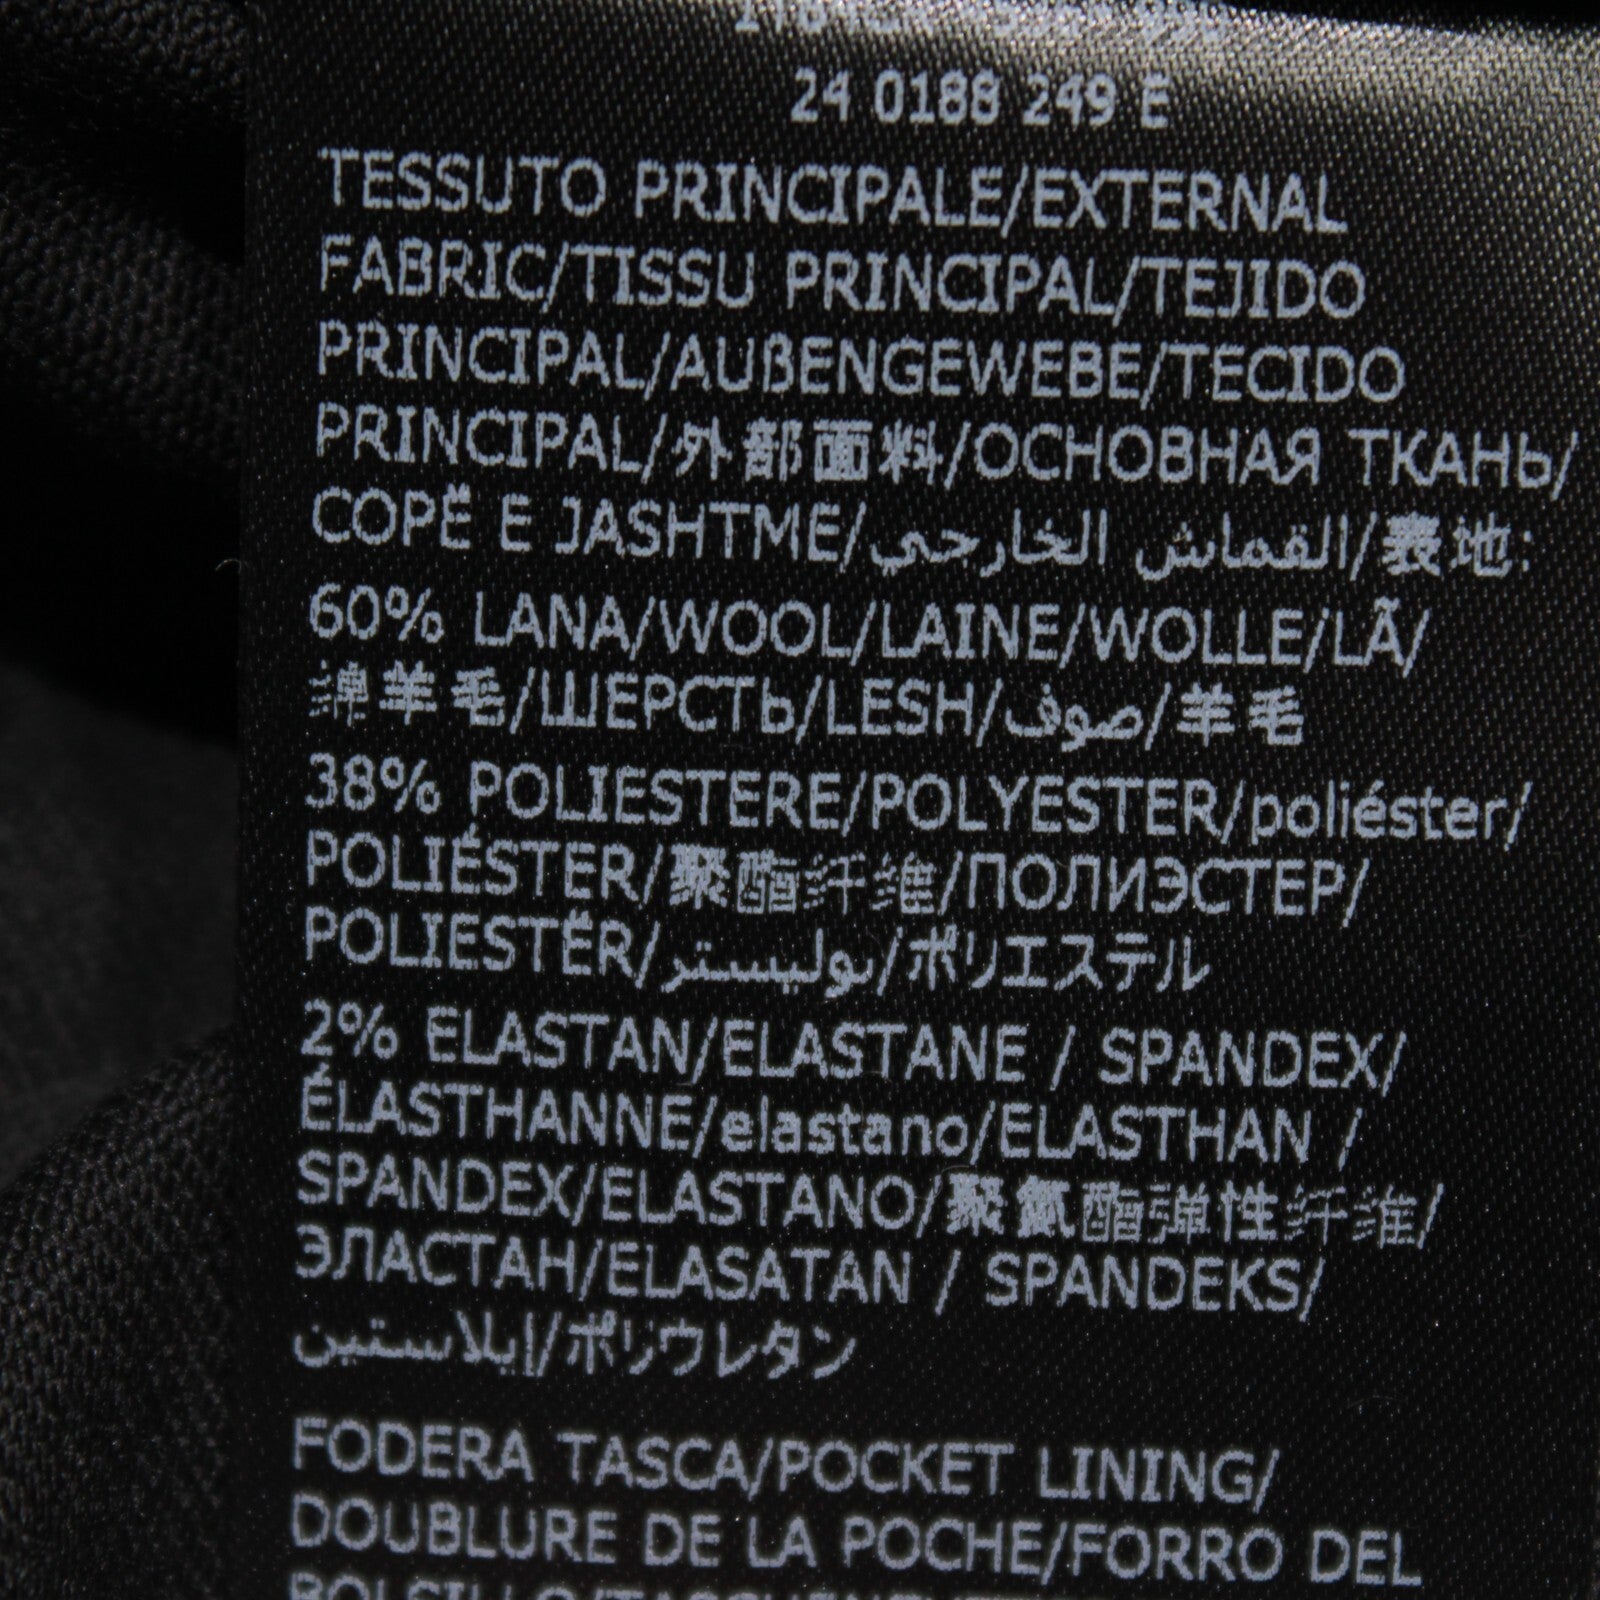 24 0188 249 E
TESSUTO PRINCIPALE/EXTERNAL
FABRIC/TISSU PRINCIPAL/TEJIDO
PRINCIPAL/AUßENGEWEBE/TECIDO
PRINCIPAL/外部面料/ОСНОВНАЯ ТКАНЬ/
COPË E JASHTME/القماش الخارجي/表地:
60% LANA/WOOL/LAINE/WOLLE/LÃ/
绵羊毛/ШЕРСТЬ/LESH/صوف/羊毛
38% POLIESTERE/POLYESTER/poliéster/
POLIÉSTER/聚酯纤维/ПОЛИЭСТЕР/
POLIESTËR/بوليستر/ポリエステル
2% ELASTAN/ELASTANE / SPANDEX/
ÉLASTHANNE/elastano/ELASTHAN /
SPANDEX/ELASTANO/聚氨酯弹性纤维/
ЭЛАСТАН/ELASATAN / SPANDEKS/
إيلاستين/ポリウレタン
FODERA TASCA/POCKET LINING/
DOUBLURE DE LA POCHE/FORRO DEL